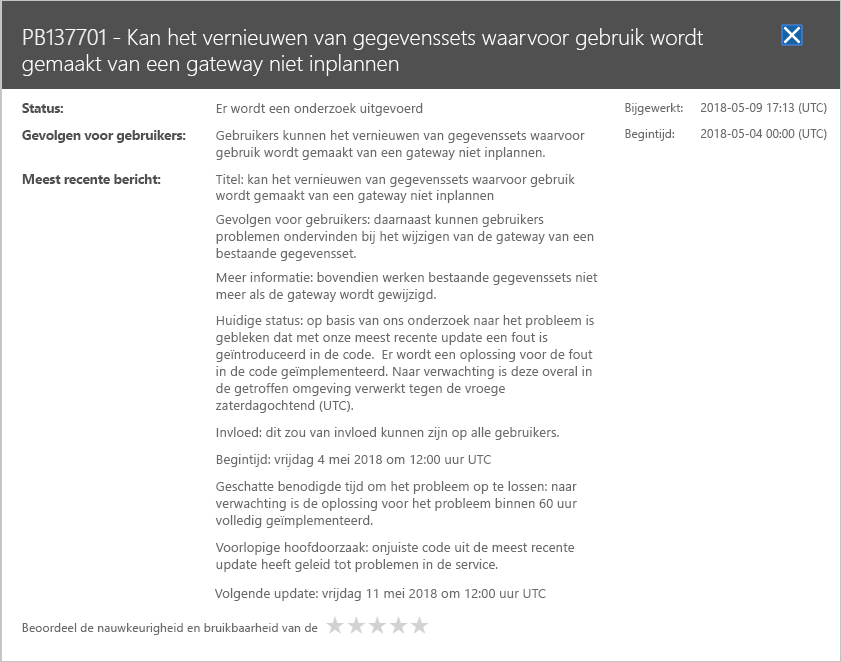 PB137701 - Kan het vernieuwen van gegevenssets waarvoor gebruik wordt
gemaakt van een gateway niet inplannen
Status:
Er wordt een onderzoek uitgevoerd
Bijgewerkt: 2018-05-09 17:13 (UTC)
Begintijd: 2018-05-04 00:00 (UTC)
Gevolgen voor gebruikers:
Gebruikers kunnen het vernieuwen van gegevenssets waarvoor
gebruik wordt gemaakt van een gateway niet inplannen.
Meest recente bericht:
Titel: kan het vernieuwen van gegevenssets waarvoor gebruik
wordt gemaakt van een gateway niet inplannen
Gevolgen voor gebruikers: daarnaast kunnen gebruikers
problemen ondervinden bij het wijzigen van de gateway van een
bestaande gegevensset.
Meer informatie: bovendien werken bestaande gegevenssets niet
meer als de gateway wordt gewijzigd.
Huidige status: op basis van ons onderzoek naar het probleem is
gebleken dat met onze meest recente update een fout is
geïntroduceerd in de code. Er wordt een oplossing voor de fout
in de code geïmplementeerd. Naar verwachting is deze overal in
de getroffen omgeving verwerkt tegen de vroege
zaterdagochtend (UTC).
Invloed: dit zou van invloed kunnen zijn op alle gebruikers.
Begintijd: vrijdag 4 mei 2018 om 12:00 uur UTC
Geschatte benodigde tijd om het probleem op te lossen: naar
verwachting is de oplossing voor het probleem binnen 60 uur
volledig geïmplementeerd.
Voorlopige hoofdoorzaak: onjuiste code uit de meest recente
update heeft geleid tot problemen in de service.
Volgende update: vrijdag 11 mei 2018 om 12:00 uur UTC
Beoordeel de nauwkeurigheid en bruikbaarheid van de